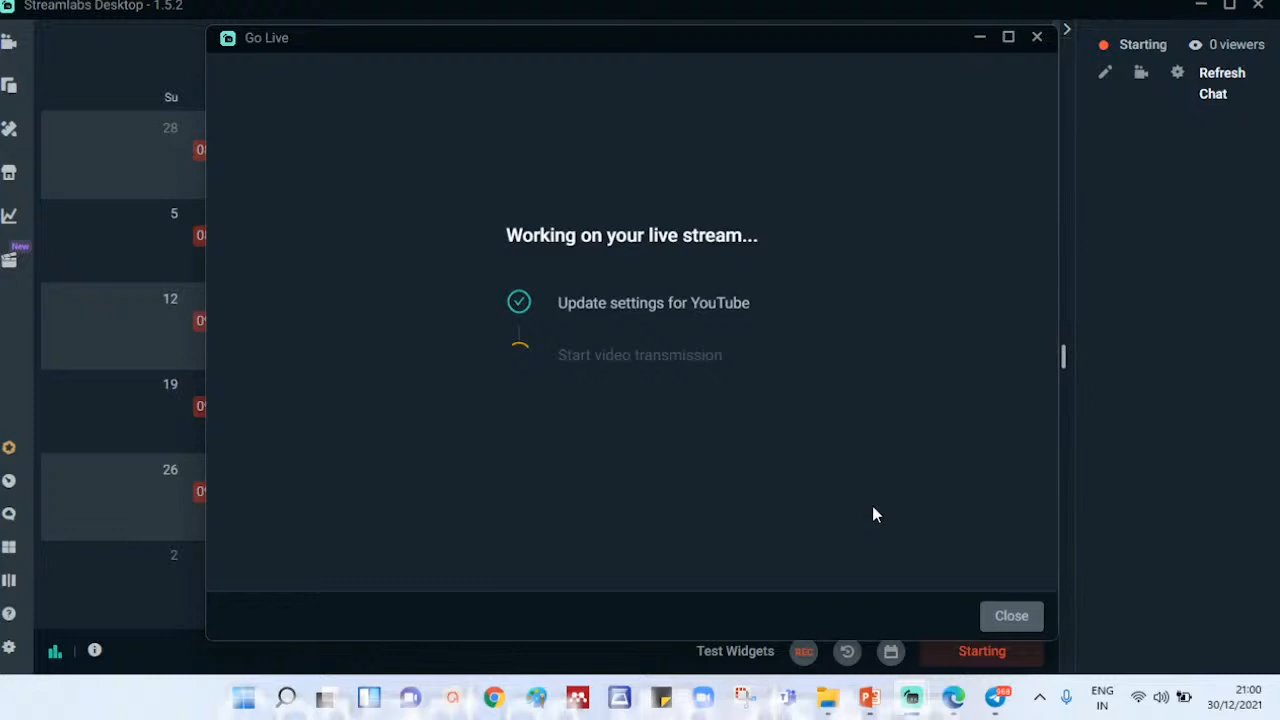 Streamlabs Desktop - 1.5.2
Go Live
Starting
0 viewers
Refresh
Chat
Su
28
5
12
19
26
2
New
Working on your live stream...
Update settings for YouTube
Start video transmission
Close
Test Widgets
REC
Starting
968
ENG
IN
21:00
30/12/2021